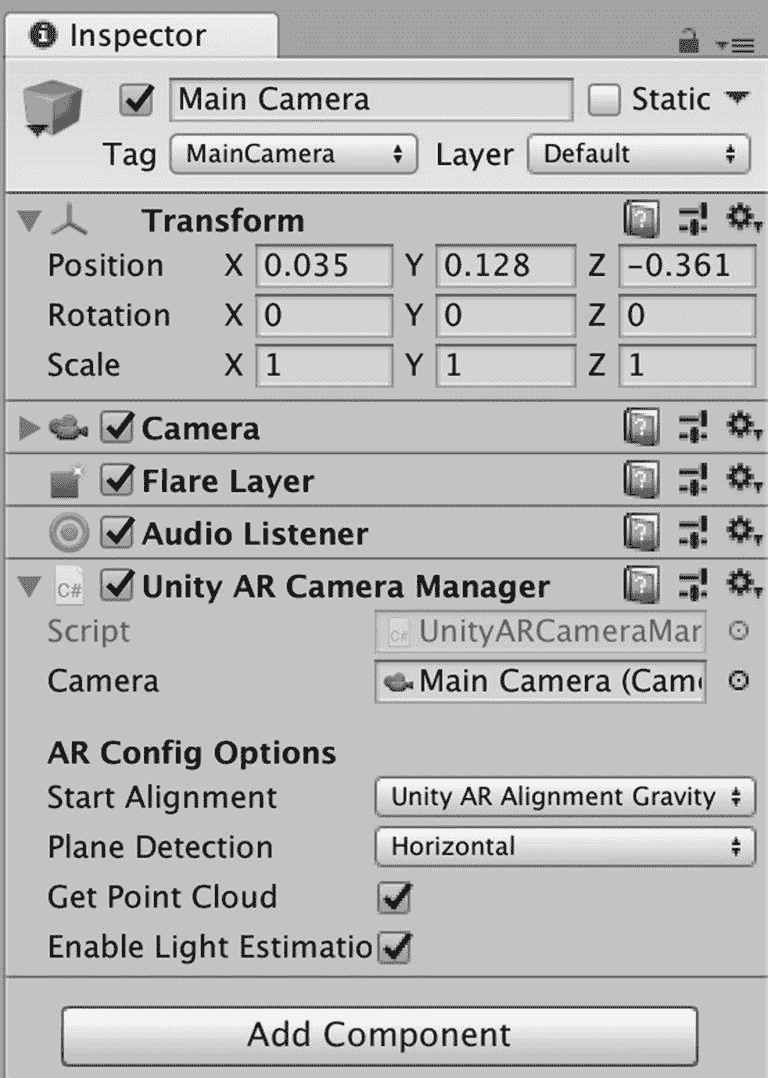 Inspector
Main Camera Static
Tag MainCamera Layer Default
Transform
Position X 0.035 Y 0.128 Z -0.361
Rotation X 0 Y 0 Z 0
Scale X 1 Y 1 Z 1
Camera
Flare Layer
Audio Listener
C# Unity AR Camera Manager
Script C# UnityARCameraMar
Camera Main Camera (Came
AR Config Options
Start Alignment Unity AR Alignment Gravity
Plane Detection Horizontal
Get Point Cloud
Enable Light Estimatio
Add Component